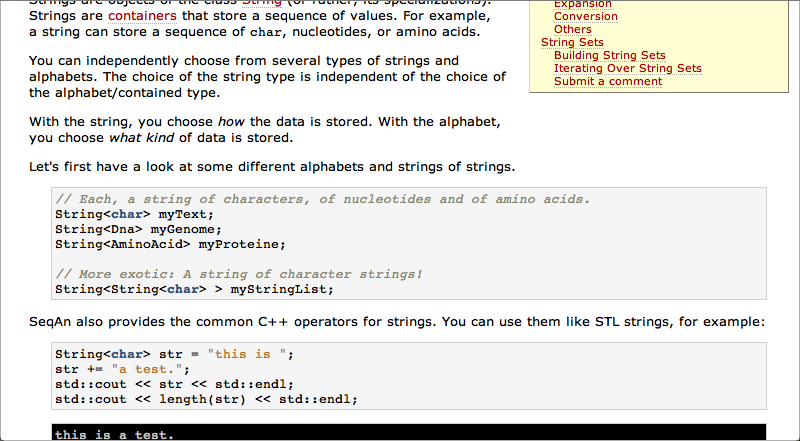 Strings are objects of the class String (or rather, its specializations).
Strings are containers that store a sequence of values. For example,
a string can store a sequence of char, nucleotides, or amino acids.
You can independently choose from several types of strings and
alphabets. The choice of the string type is independent of the choice of
the alphabet/contained type.
With the string, you choose how the data is stored. With the alphabet,
you choose what kind of data is stored.
Let's first have a look at some different alphabets and strings of strings.
Expansion
Conversion
Others
String Sets
Building String Sets
Iterating Over String Sets
Submit a comment
// Each, a string of characters, of nucleotides and of amino acids.
String<char> myText;
String<Dna> myGenome;
String<AminoAcid> myProteine;
// More exotic: A string of character strings!
String<String<char> > myStringList;
SeqAn also provides the common C++ operators for strings. You can use them like STL strings, for example:
String<char> str = "this is ";
str += "a test.";
std::cout << str << std::endl;
std::cout << length(str) << std::endl;
this is a test.